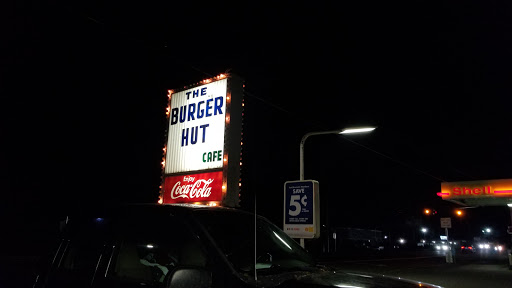 THE
BURGER
HUT
CAFE
Enjoy
Coca-Cola
SAVE
5¢
Shell